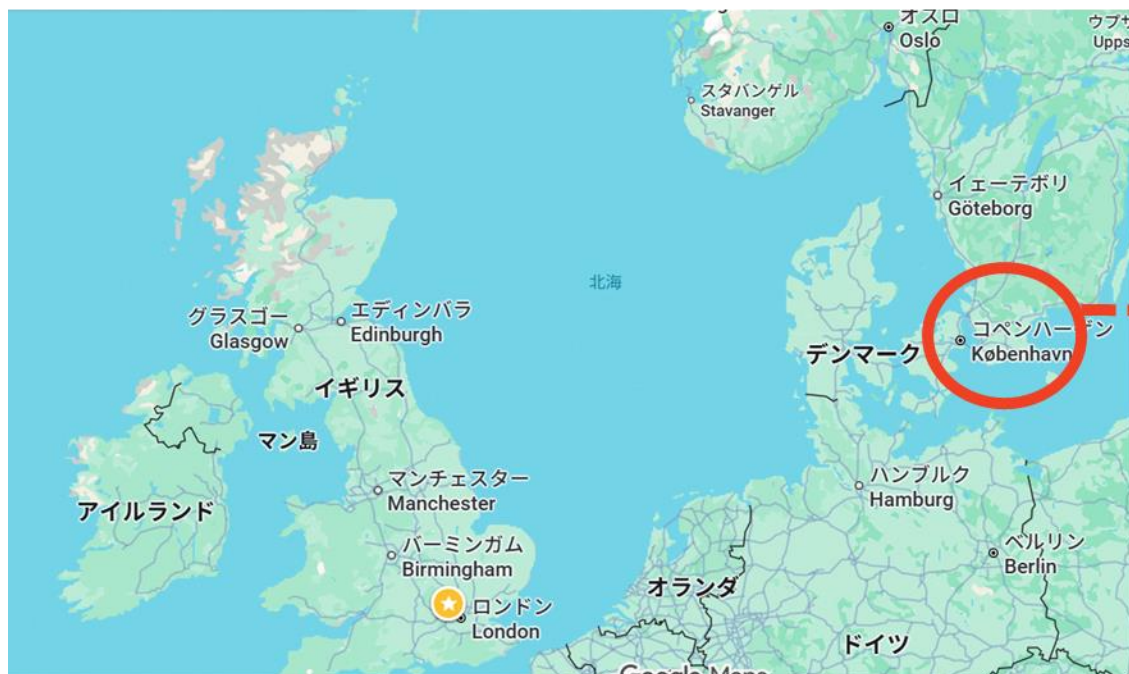 オスロ
Oslo
ウプサ
Upps
スタバンゲル
Stavanger
イェーテボリ
Göteborg
北海
グラスゴー
Glasgow
エディンバラ
Edinburgh
コペンハーゲン
København
デンマーク
イギリス
マン島
マンチェスター
Manchester
ハンブルク
Hamburg
アイルランド
バーミンガム
Birmingham
ベルリン
Berlin
オランダ
ロンドン
London
ドイツ
Google Maps